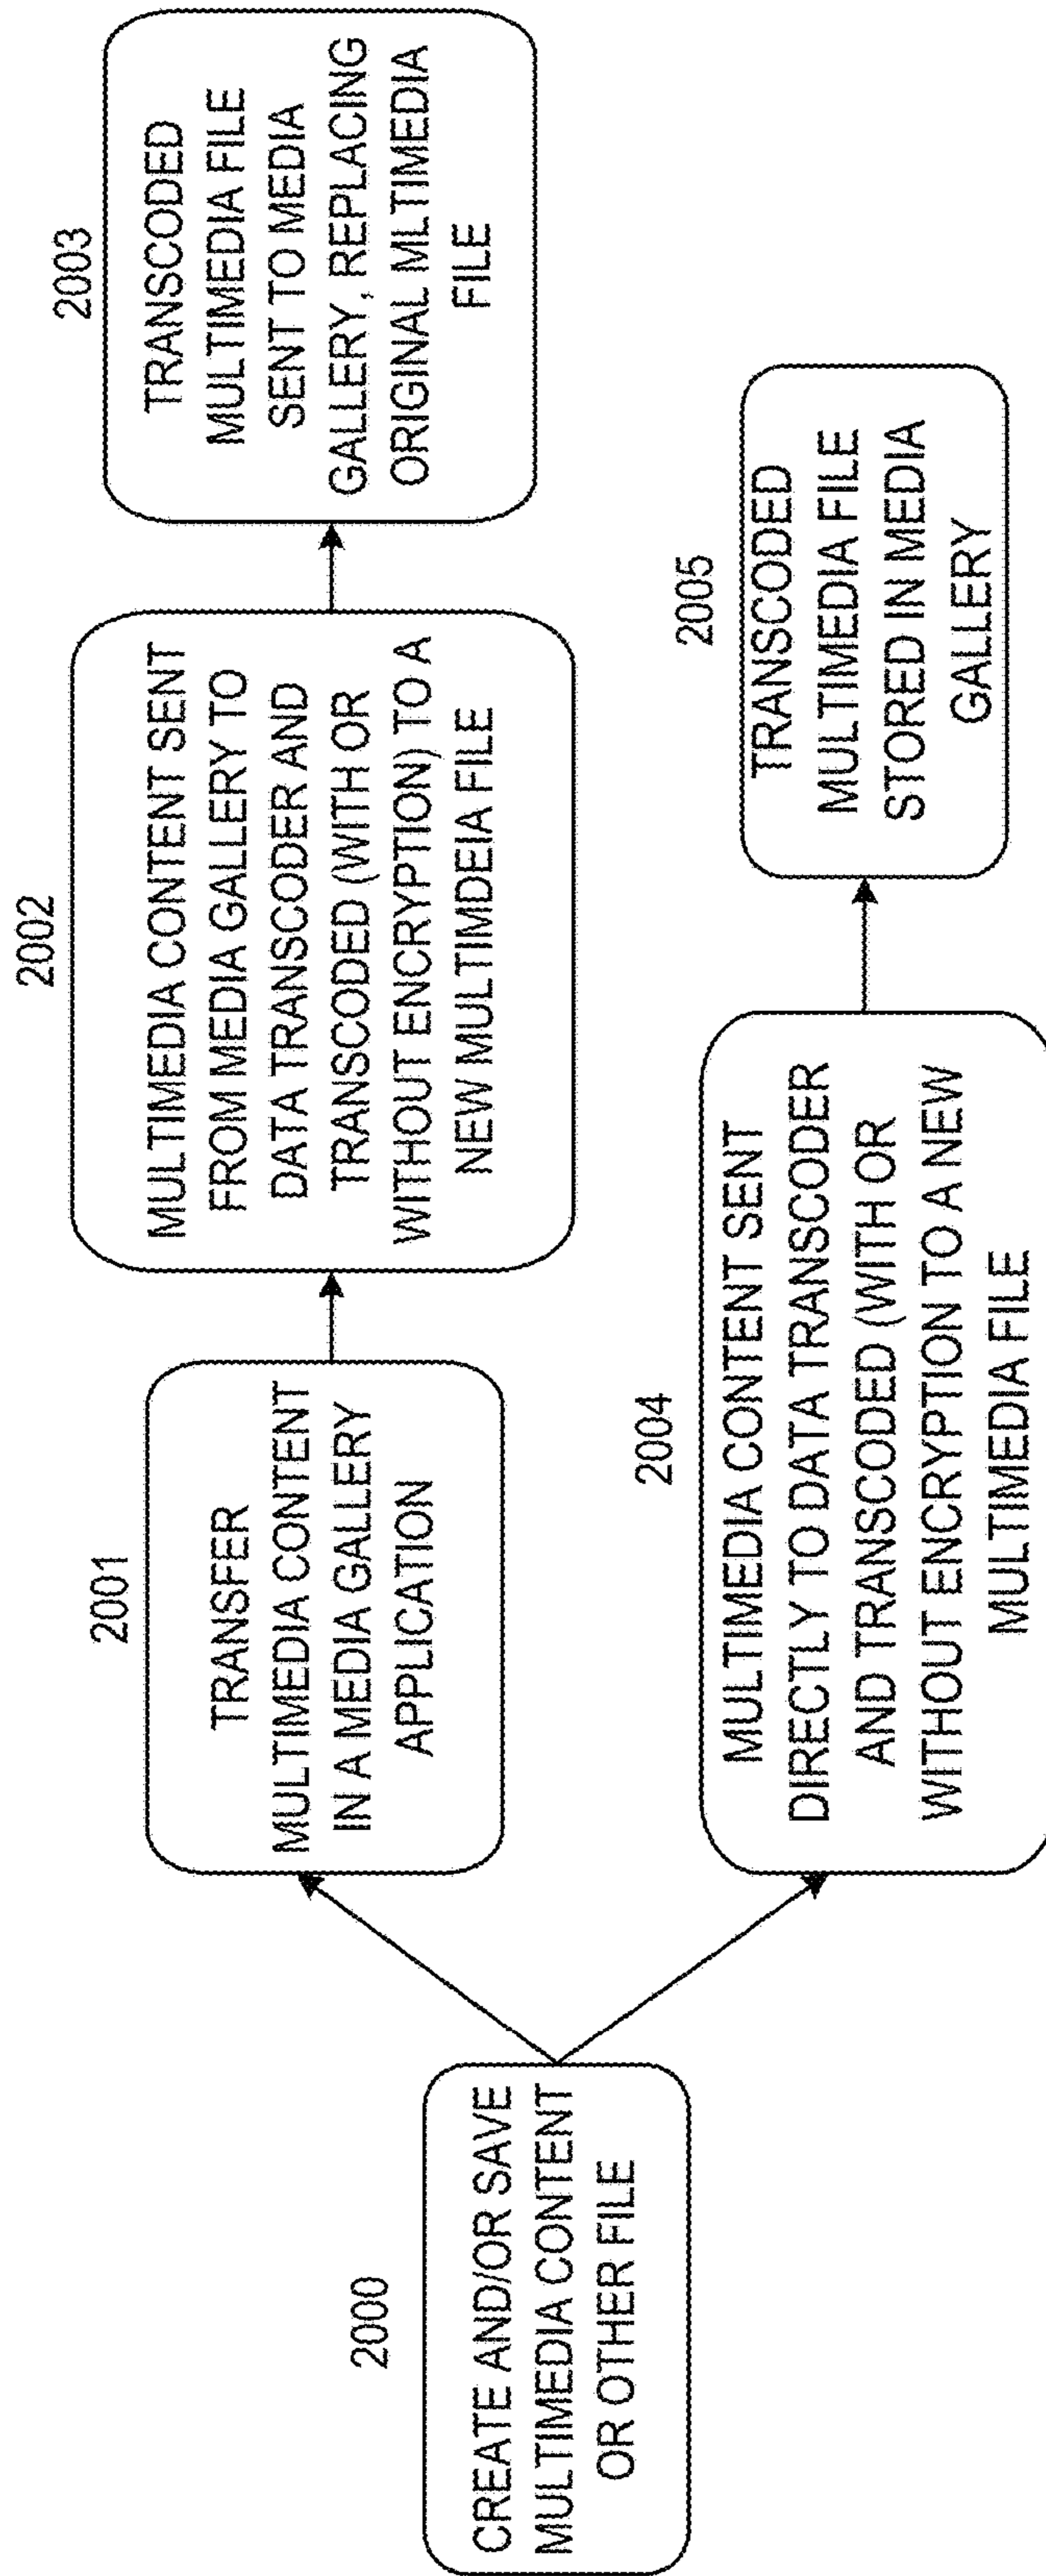 2000
CREATE AND/OR SAVE
MULTIMEDIA CONTENT
OR OTHER FILE
2001
TRANSFER
MULTIMEDIA CONTENT
IN A MEDIA GALLERY
APPLICATION
2002
MULTIMEDIA CONTENT SENT
FROM MEDIA GALLERY TO
DATA TRANSCODER AND
TRANSCODED (WITH OR
WITHOUT ENCRYPTION) TO A
NEW MULTIMDEIA FILE
2003
TRANSCODED
MULTIMEDIA FILE
SENT TO MEDIA
GALLERY, REPLACING
ORIGINAL MLTIMEDIA
FILE
2004
MULTIMEDIA CONTENT SENT
DIRECTLY TO DATA TRANSCODER
AND TRANSCODED (WITH OR
WITHOUT ENCRYPTION TO A NEW
MULTIMEDIA FILE
2005
TRANSCODED
MULTIMEDIA FILE
STORED IN MEDIA
GALLERY